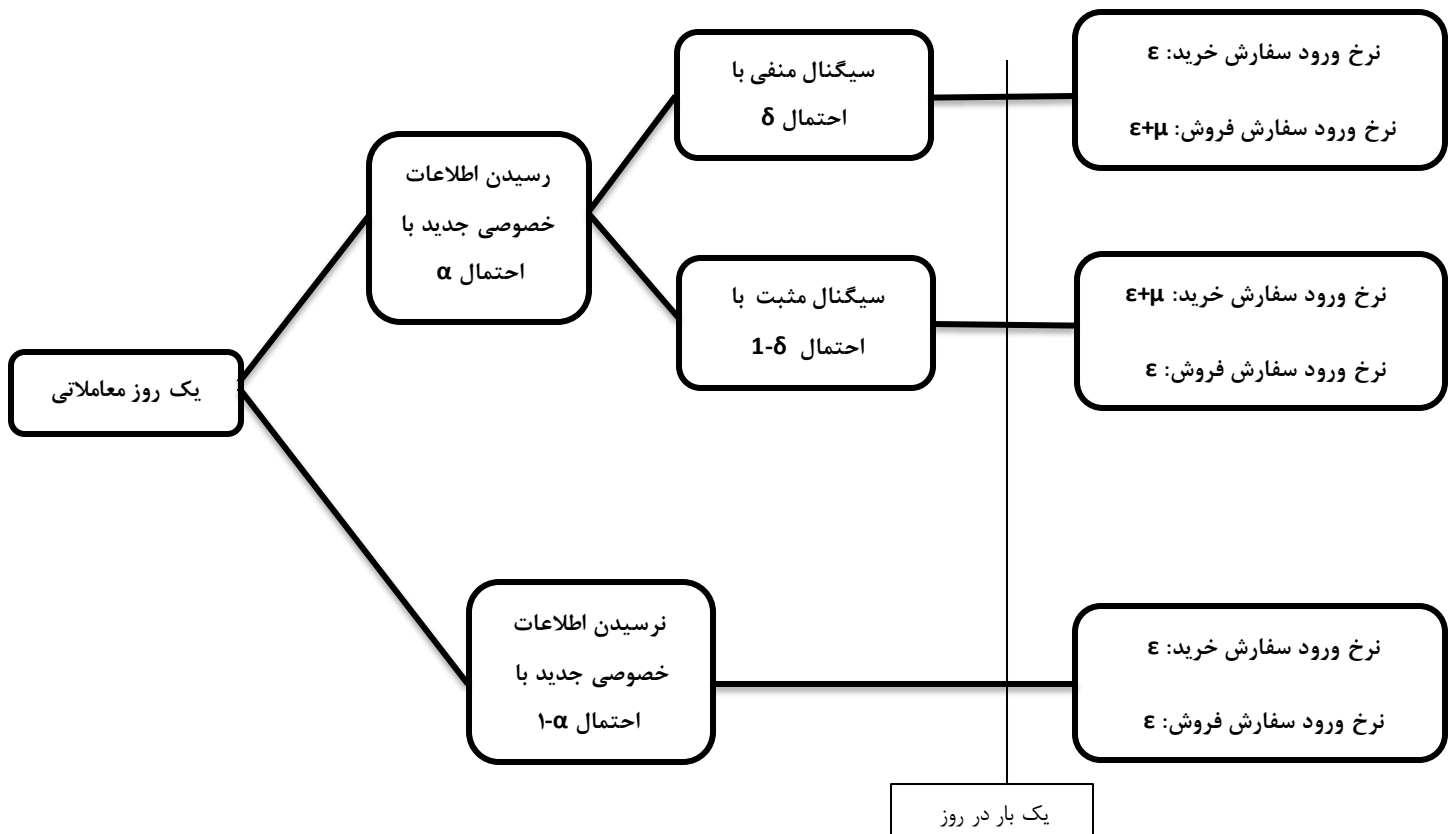 یک روز معاملاتی
رسیدن اطلاعات
خصوصی جدید با
احتمال α
سیگنال منفی با
احتمال δ
نرخ ورود سفارش خرید: ε
نرخ ورود سفارش فروش: ε+μ
سیگنال مثبت با
احتمال 1-δ
نرخ ورود سفارش خرید: ε+μ
نرخ ورود سفارش فروش: ε
نرسیدن اطلاعات
خصوصی جدید با
احتمال ۱-α
نرخ ورود سفارش خرید: ε
نرخ ورود سفارش فروش: ε
یک بار در روز